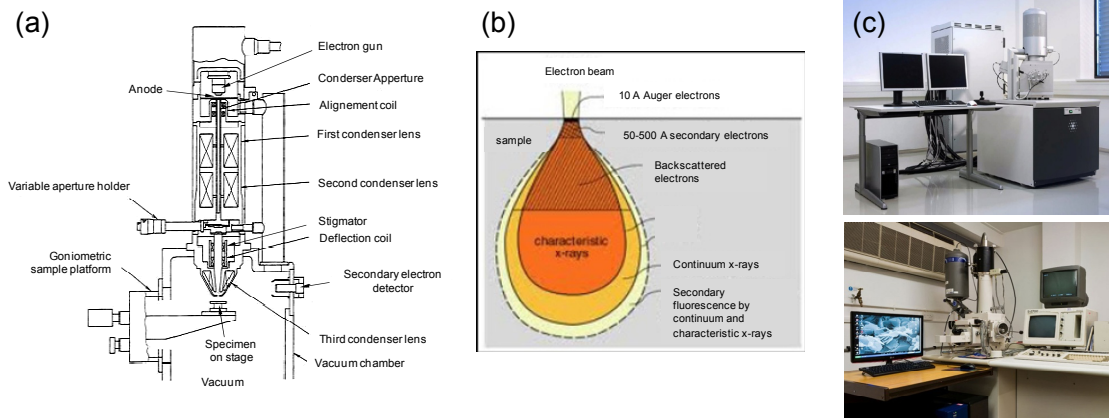 (a)
Electron gun
Condenser Apperture
Anode
Alignement coil
First condenser lens
Second condenser lens
Variable aperture holder
Stigmator
Deflection coil
Goniometric
sample platform
Secondary electron
detector
Third condenser lens
Specimen
on stage
Vacuum chamber
Vacuum
(b)
Electron beam
10 A Auger electrons
sample
50-500 A secondary electrons
Backscattered
electrons
characteristic
x-rays
Continuum x-rays
Secondary
fluorescence by
continuum and
characteristic x-rays
(c)